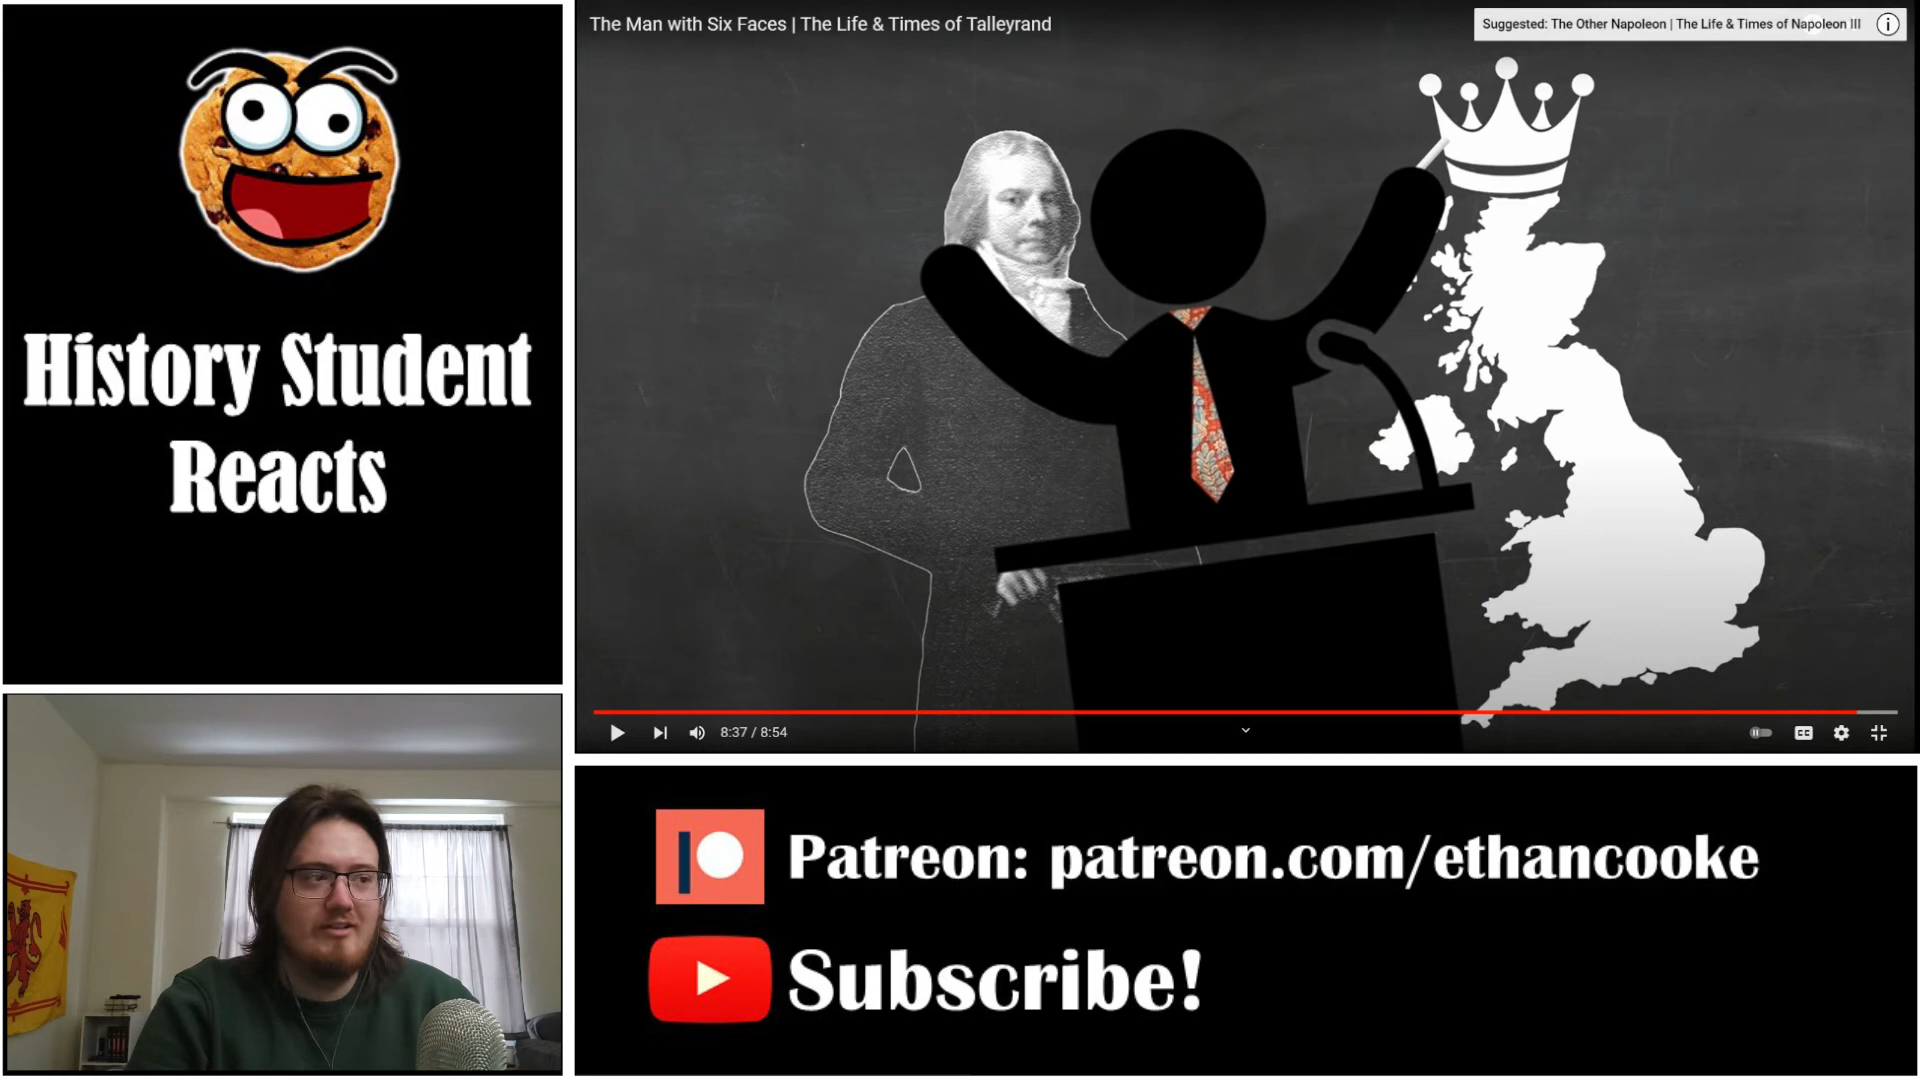 The Man with Six Faces | The Life & Times of Talleyrand
Suggested: The Other Napoleon | The Life & Times of Napoleon III
History Student
Reacts
8:37 / 8:54
CC
Patreon: patreon.com/ethancooke
Subscribe!